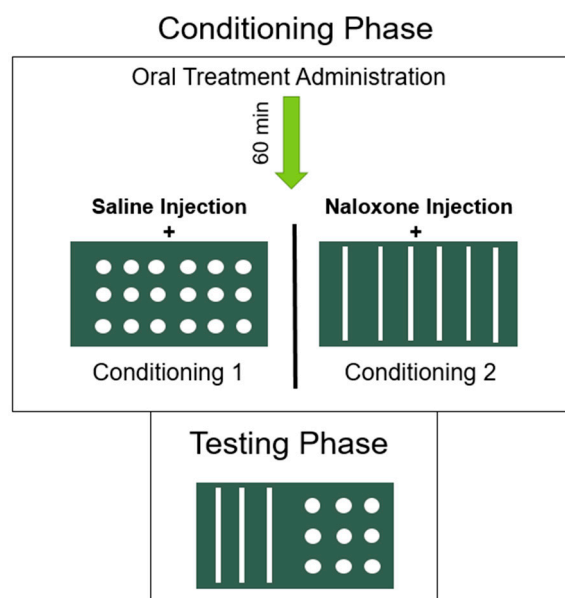 Conditioning Phase
Oral Treatment Administration
60 min
Saline Injection
+
Naloxone Injection
+
Conditioning 1
Conditioning 2
Testing Phase